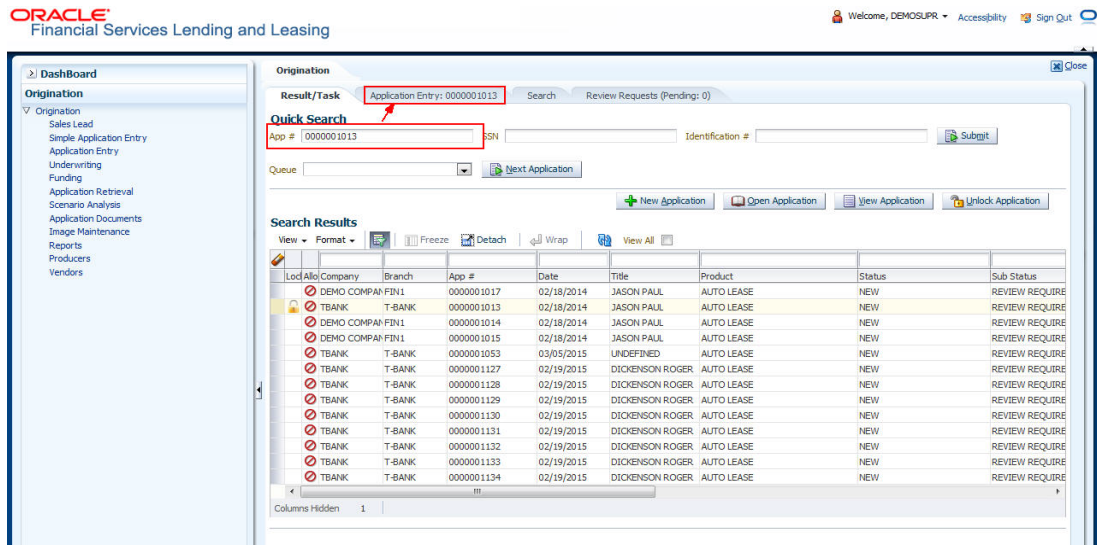 ORACLE'
Financial Services Lending and Leasing
Welcome, DEMOSUPR Accessibility Sign Out
Close
DashBoard
Origination
Origination
Sales Lead
Simple Application Entry
Application Entry
Underwriting
Funding
Application Retrieval
Scenario Analysis
Application Documents
Image Maintenance
Reports
Producers
Vendors
Origination
Result/Task Application Entry: 0000001013 Search Review Requests (Pending: 0)
Quick Search
App # 0000001013 SSN Identification # Submit
Queue Next Application
New Application Open Application View Application Unlock Application
Search Results
View Format Freeze Detach Wrap View All
Loc Allo Company Branch App # Date Title Product Status Sub Status
DEMO COMPAN FIN1 0000001017 02/18/2014 JASON PAUL AUTO LEASE NEW REVIEW REQUIRE
TBANK T-BANK 0000001013 02/18/2014 JASON PAUL AUTO LEASE NEW REVIEW REQUIRE
DEMO COMPAN FIN1 0000001014 02/18/2014 JASON PAUL AUTO LEASE NEW REVIEW REQUIRE
DEMO COMPAN FIN1 0000001015 02/18/2014 JASON PAUL AUTO LEASE NEW REVIEW REQUIRE
TBANK T-BANK 0000001053 03/05/2015 UNDEFINED AUTO LEASE NEW REVIEW REQUIRE
TBANK T-BANK 0000001127 02/19/2015 DICKENSON ROGER AUTO LEASE NEW REVIEW REQUIRE
TBANK T-BANK 0000001128 02/19/2015 DICKENSON ROGER AUTO LEASE NEW REVIEW REQUIRE
TBANK T-BANK 0000001129 02/19/2015 DICKENSON ROGER AUTO LEASE NEW REVIEW REQUIRE
TBANK T-BANK 0000001130 02/19/2015 DICKENSON ROGER AUTO LEASE NEW REVIEW REQUIRE
TBANK T-BANK 0000001131 02/19/2015 DICKENSON ROGER AUTO LEASE NEW REVIEW REQUIRE
TBANK T-BANK 0000001132 02/19/2015 DICKENSON ROGER AUTO LEASE NEW REVIEW REQUIRE
TBANK T-BANK 0000001133 02/19/2015 DICKENSON ROGER AUTO LEASE NEW REVIEW REQUIRE
TBANK T-BANK 0000001134 02/19/2015 DICKENSON ROGER AUTO LEASE NEW REVIEW REQUIRE
Columns Hidden 1